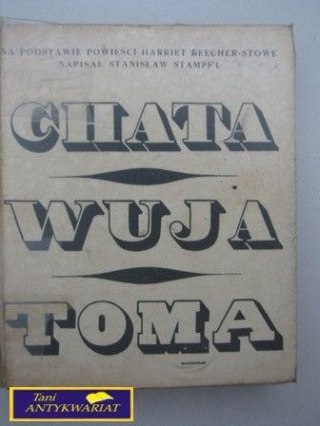 NA PODSTAWIE POWIEŚCI HARRIET BEECHER-STOWE
NAPISAŁ STANISŁAW STAMPF'L
CHATA
WUJA
TOMA
Tani
ANTYKWARIAT